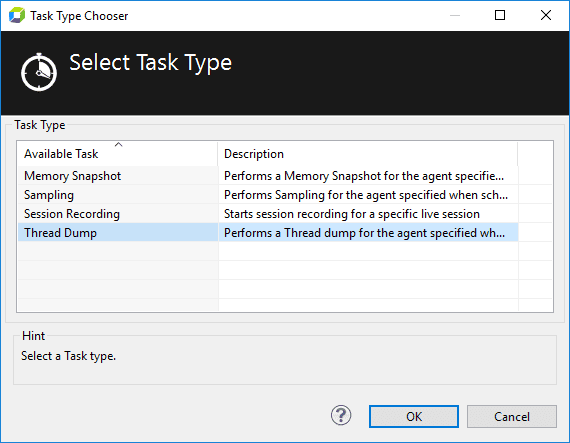 Task Type Chooser
Select Task Type
Task Type
Available Task Description
Memory Snapshot Performs a Memory Snapshot for the agent specifie...
Sampling Performs Sampling for the agent specified when sch...
Session Recording Starts session recording for a specific live session
Thread Dump Performs a Thread dump for the agent specified wh...
Hint
Select a Task type.
? OK Cancel